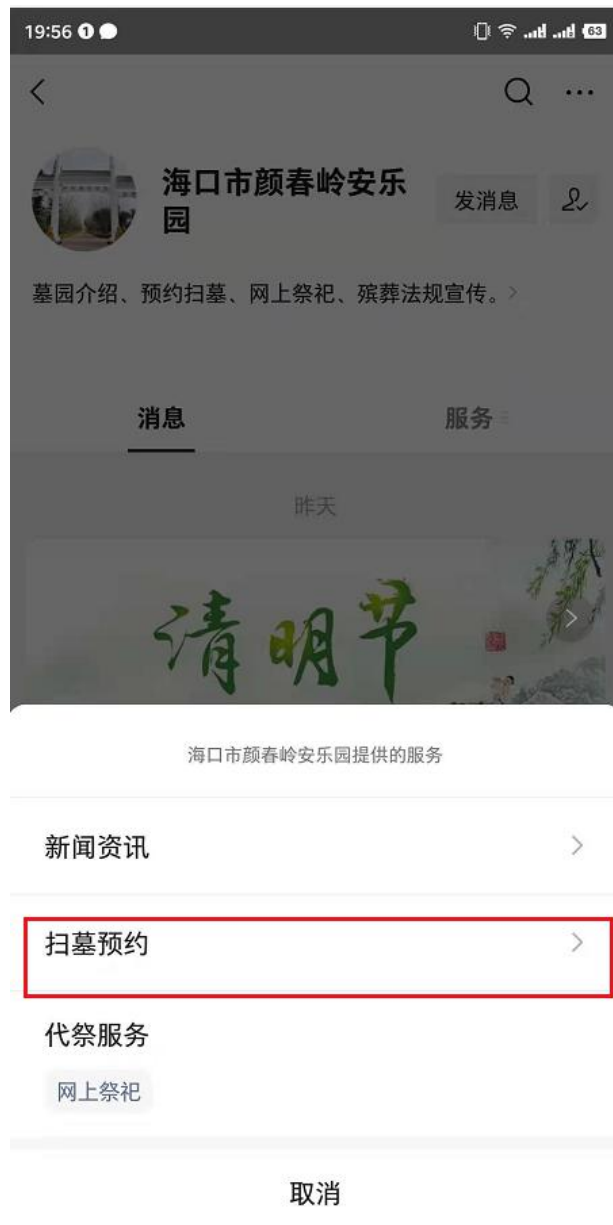 19:56
63
海口市颜春岭安乐
园
发消息
墓园介绍、预约扫墓、网上祭祀、殡葬法规宣传。
消息
服务
昨天
清明节
海口市颜春岭安乐园提供的服务
新闻资讯
扫墓预约
代祭服务
网上祭祀
取消